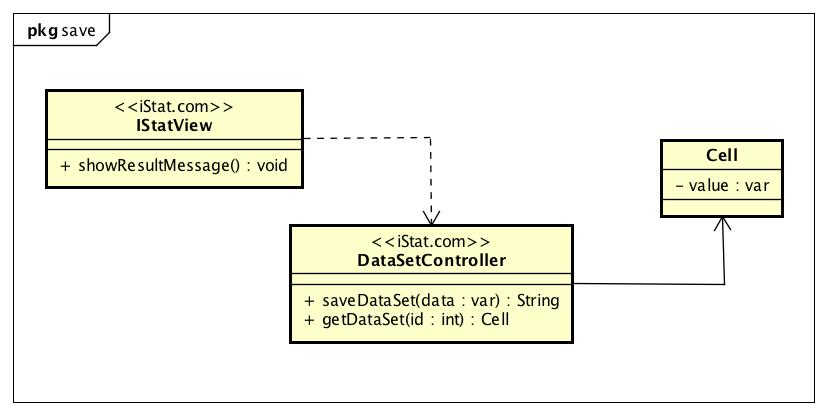 pkg save
<<iStat.com>>
IStatView
+ showResultMessage() : void
Cell
- value : var
<<iStat.com>>
DataSetController
+ saveDataSet(data : var) : String
+ getDataSet(id : int) : Cell